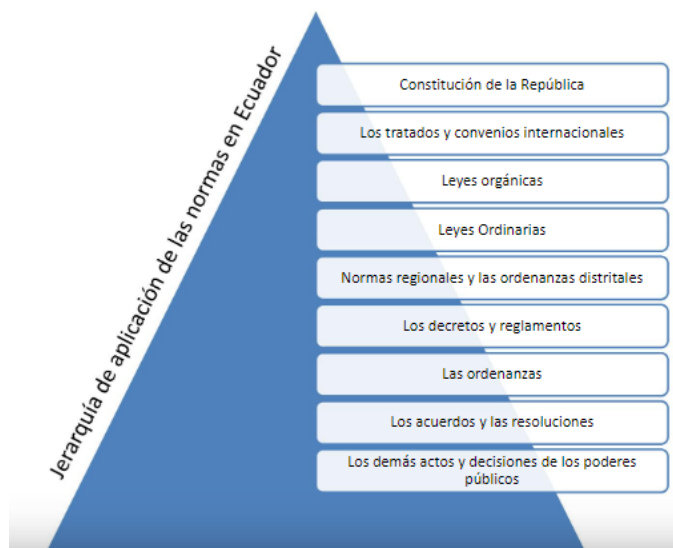 Jerarquía de aplicación de las normas en Ecuador
Constitución de la República
Los tratados y convenios internacionales
Leyes orgánicas
Leyes Ordinarias
Normas regionales y las ordenanzas distritales
Los decretos y reglamentos
Las ordenanzas
Los acuerdos y las resoluciones
Los demás actos y decisiones de los poderes
públicos